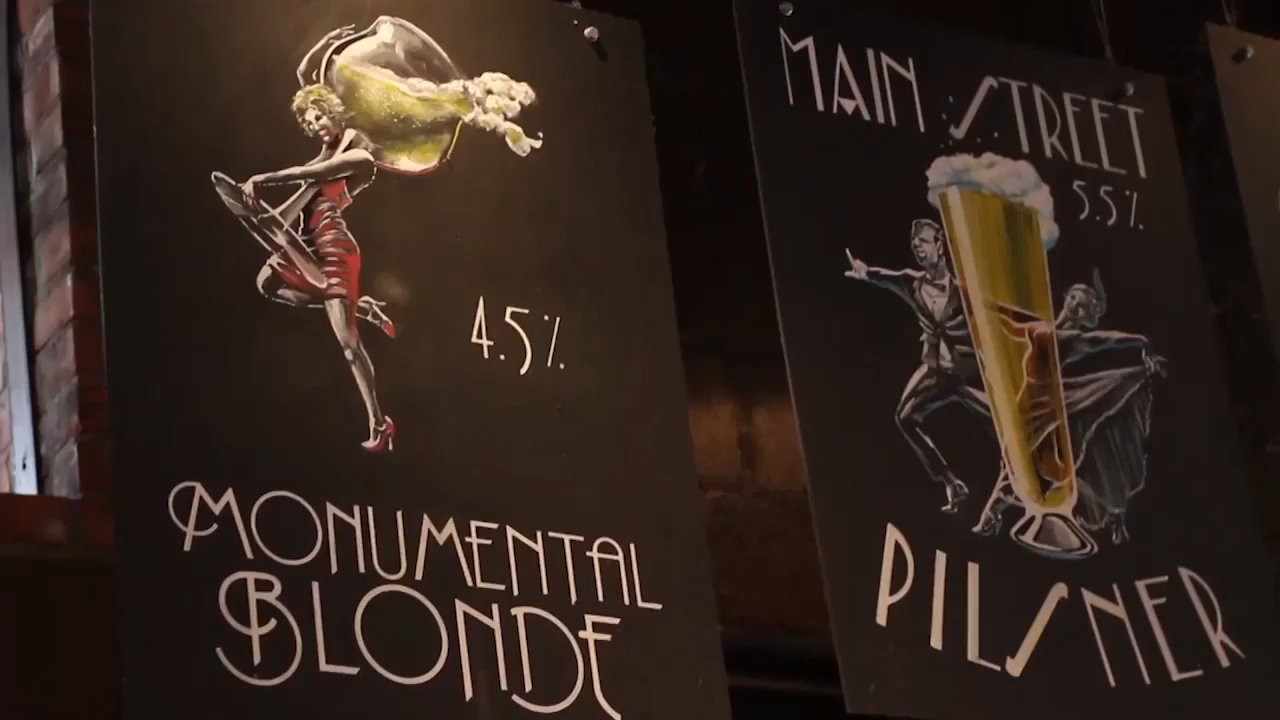 4.5%
MONUMENTAL
BLONDE
MAIN STREET
5.5%
PILSNER